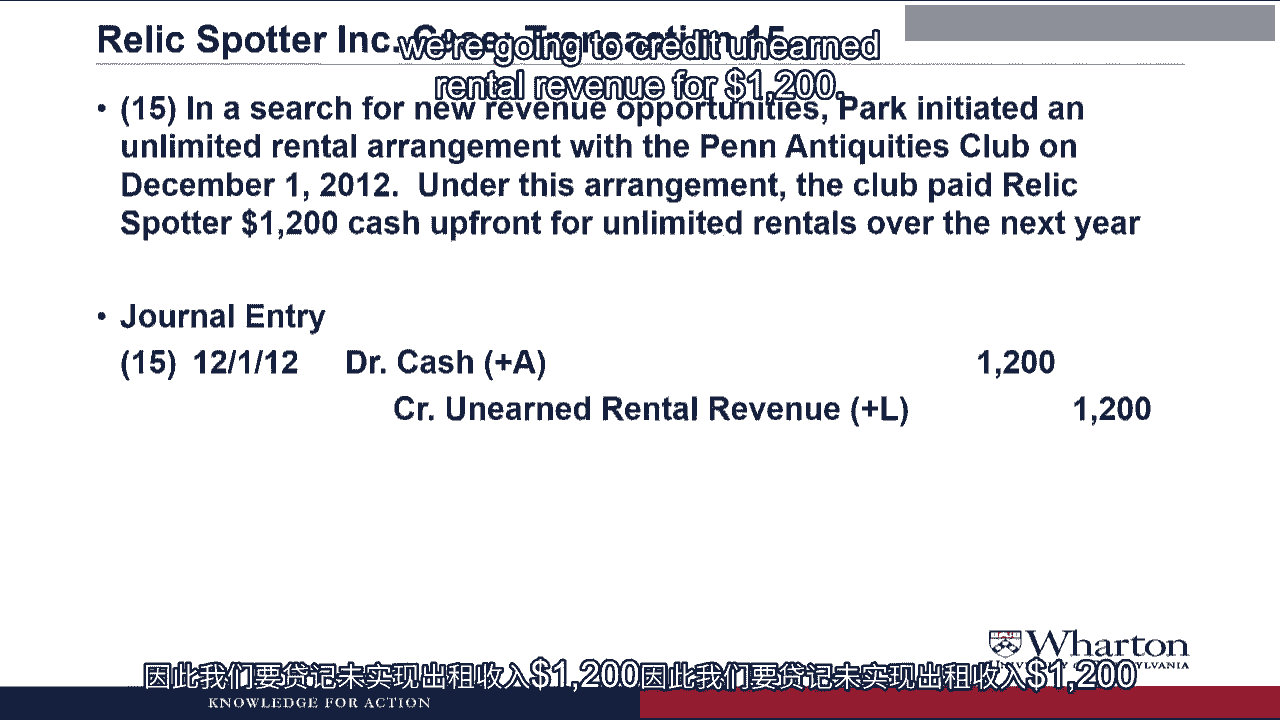 Relic Spotter Inc. Case: Transaction 15
we're going to credit unearned
rental revenue for $1,200.
• (15) In a search for new revenue opportunities, Park initiated an
unlimited rental arrangement with the Penn Antiquities Club on
December 1, 2012. Under this arrangement, the club paid Relic
Spotter $1,200 cash upfront for unlimited rentals over the next year
• Journal Entry
(15) 12/1/12 Dr. Cash (+A) 1,200
Cr. Unearned Rental Revenue (+L) 1,200
Wharton
因此我们要贷记未实现出租收入$1,200因此我们要贷记未实现出租收入$1,200
KNOWLEDGE FOR ACTION